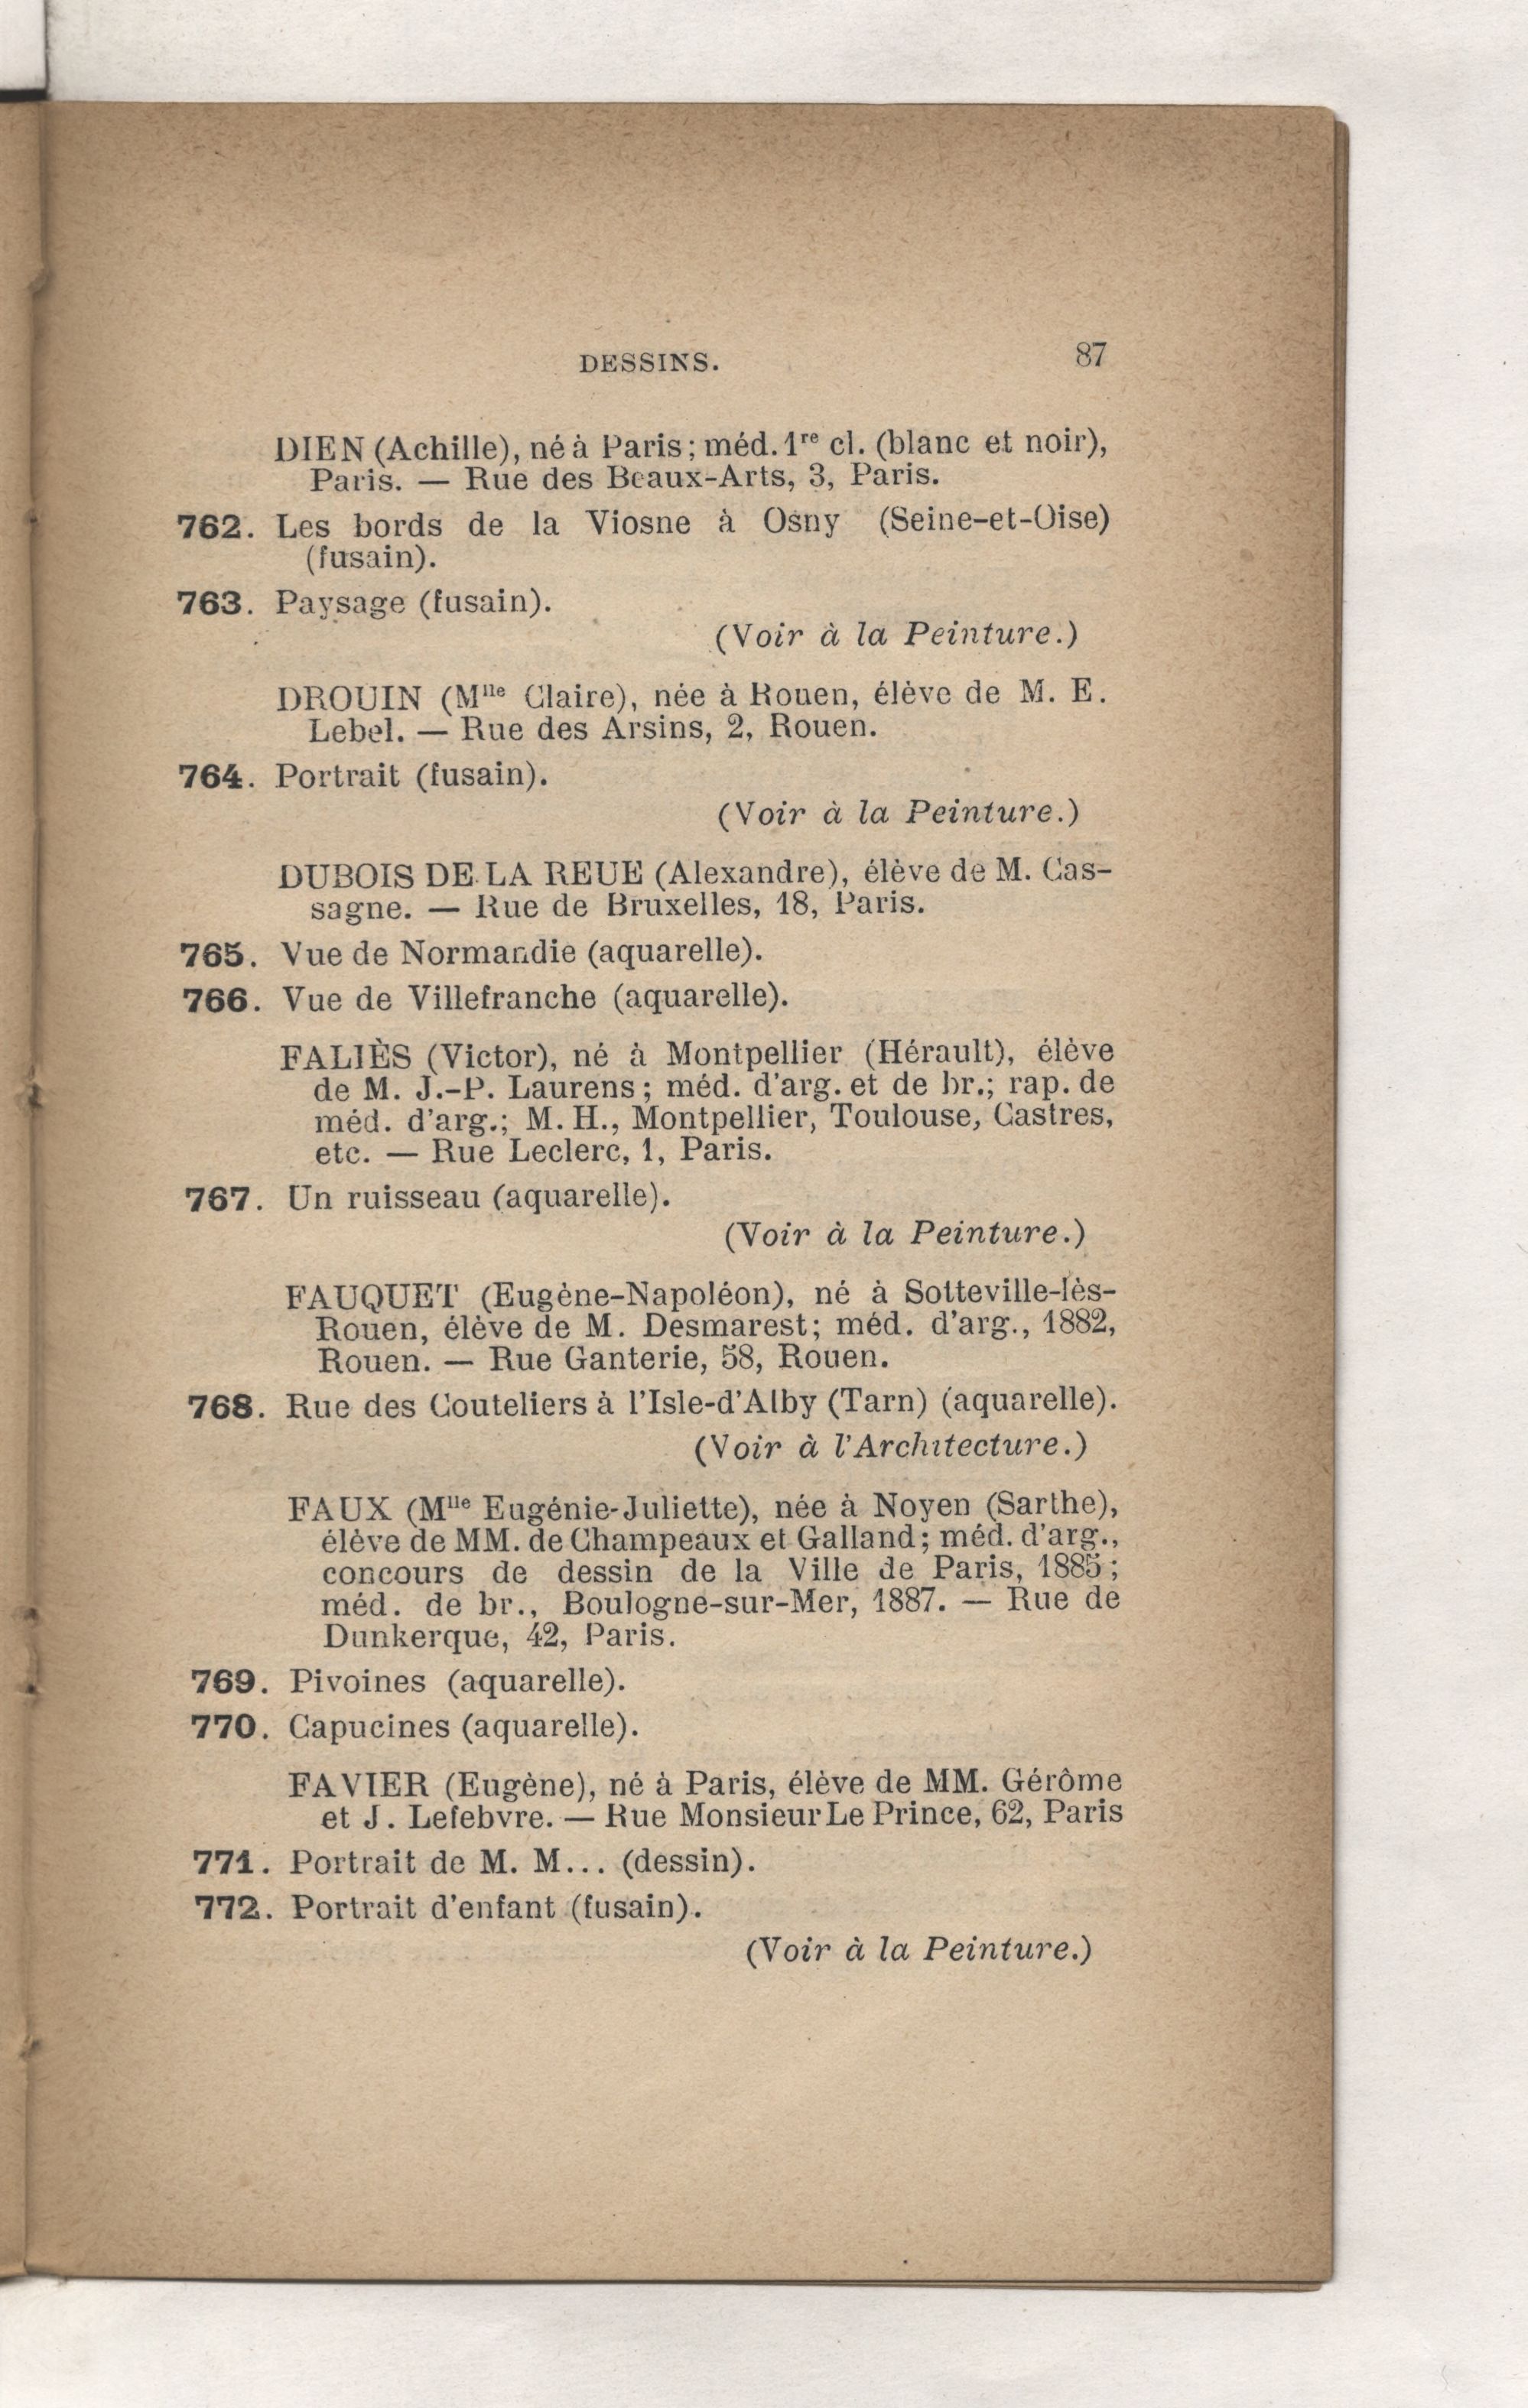 DESSINS. 87
DIEN (Achille), né à Paris; méd. 1re cl. (blanc et noir),
Paris. — Rue des Beaux-Arts, 3, Paris.
762. Les bords de la Viosne à Osny (Seine-et-Oise)
(fusain).
763. Paysage (fusain).
(Voir à la Peinture.)
DROUIN (Mlle Claire), née à Rouen, élève de M. E.
Lebel. — Rue des Arsins, 2, Rouen.
764. Portrait (fusain).
(Voir à la Peinture.)
DUBOIS DE LA REUE (Alexandre), élève de M. Cas-
sagne. — Rue de Bruxelles, 18, Paris.
765. Vue de Normandie (aquarelle).
766. Vue de Villefranche (aquarelle).
FALIÈS (Victor), né à Montpellier (Hérault), élève
de M. J.-P. Laurens; méd. d'arg. et de br.; rap. de
méd. d'arg.; M. H., Montpellier, Toulouse, Castres,
etc. — Rue Leclerc, 1, Paris.
767. Un ruisseau (aquarelle).
(Voir à la Peinture.)
FAUQUET (Eugène-Napoléon), né à Sotteville-lès-
Rouen, élève de M. Desmarest; méd. d'arg., 1882,
Rouen. — Rue Ganterie, 58, Rouen.
768. Rue des Couteliers à l'Isle-d'Alby (Tarn) (aquarelle).
(Voir à l'Architecture.)
FAUX (Mlle Eugénie-Juliette), née à Noyen (Sarthe),
élève de MM. de Champeaux et Galland; méd. d'arg.,
concours de dessin de la Ville de Paris, 1885;
méd. de br., Boulogne-sur-Mer, 1887. — Rue de
Dunkerque, 42, Paris.
769. Pivoines (aquarelle).
770. Capucines (aquarelle).
FAVIER (Eugène), né à Paris, élève de MM. Gérôme
et J. Lefebvre. — Rue Monsieur Le Prince, 62, Paris
771. Portrait de M. M... (dessin).
772. Portrait d'enfant (fusain).
(Voir à la Peinture.)